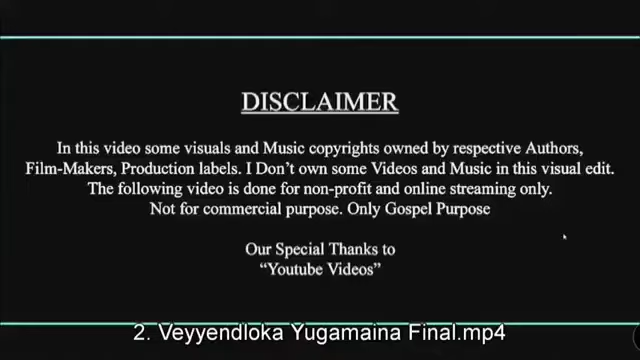 DISCLAIMER
In this video some visuals and Music copyrights owned by respective Authors,
Film-Makers, Production labels. I Don't own some Videos and Music in this visual edit.
The following video is done for non-profit and online streaming only.
Not for commercial purpose. Only Gospel Purpose
Our Special Thanks to
“Youtube Videos”
2. Veyyendloka Yugamaina Final.mp4